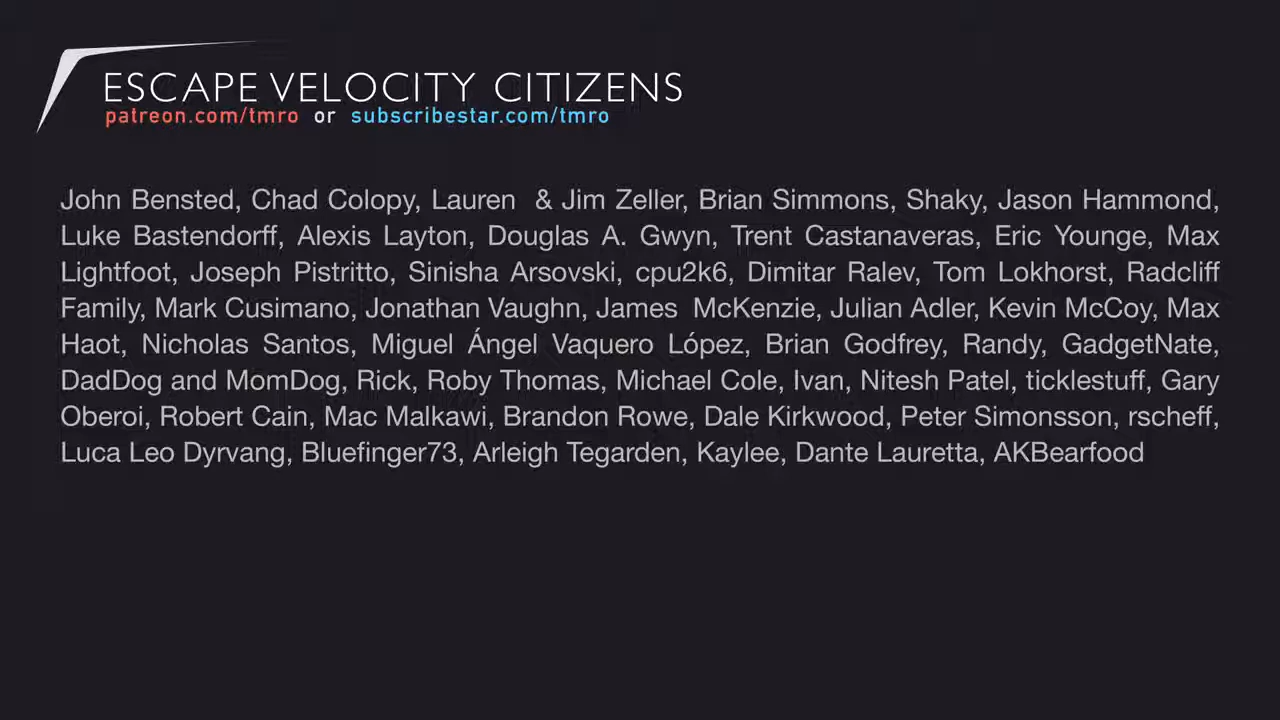 ESCAPE VELOCITY CITIZENS
patreon.com/tmro or subscribestar.com/tmro
John Bensted, Chad Colopy, Lauren  & Jim Zeller, Brian Simmons, Shaky, Jason Hammond,
Luke Bastendorff, Alexis Layton, Douglas A. Gwyn, Trent Castanaveras, Eric Younge, Max
Lightfoot, Joseph Pistritto, Sinisha Arsovski, cpu2k6, Dimitar Ralev, Tom Lokhorst, Radcliff
Family, Mark Cusimano, Jonathan Vaughn, James  McKenzie, Julian Adler, Kevin McCoy, Max
Haot, Nicholas Santos, Miguel Ángel Vaquero López, Brian Godfrey, Randy, GadgetNate,
DadDog and MomDog, Rick, Roby Thomas, Michael Cole, Ivan, Nitesh Patel, ticklestuff, Gary
Oberoi, Robert Cain, Mac Malkawi, Brandon Rowe, Dale Kirkwood, Peter Simonsson, rscheff,
Luca Leo Dyrvang, Bluefinger73, Arleigh Tegarden, Kaylee, Dante Lauretta, AKBearfood